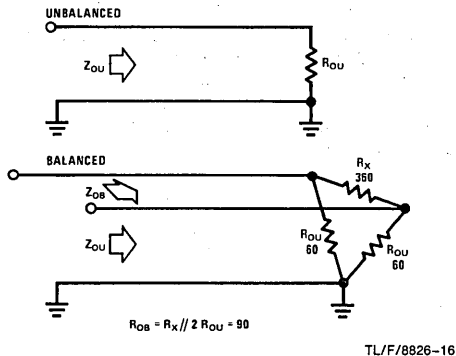 UNBALANCED
Z_OU
R_OU
BALANCED
R_X
360
Z_OB
Z_OU
R_OU
60
R_OU
60
R_OB = R_X // 2 R_OU = 90
TL/F/8826-16